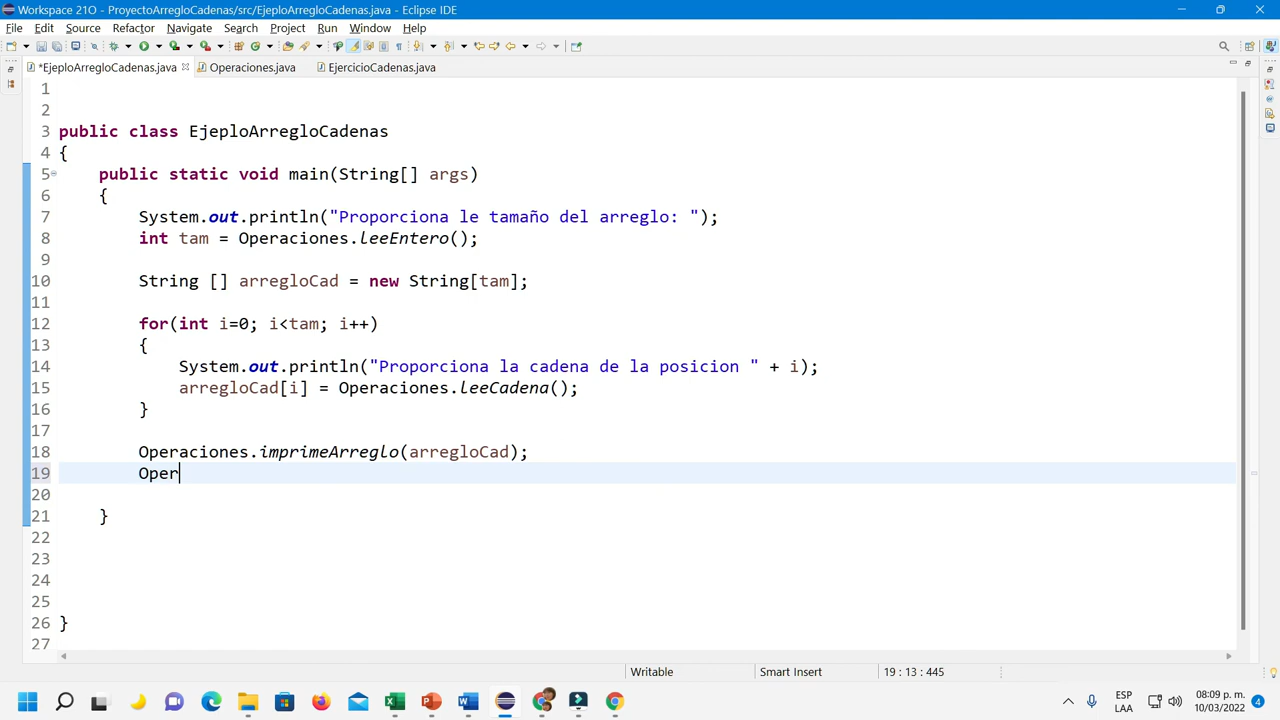 Workspace 21O - ProyectoArregloCadenas/src/EjeploArregloCadenas.java - Eclipse IDE
File Edit Source Refactor Navigate Search Project Run Window Help
*EjeploArregloCadenas.java Operaciones.java EjercicioCadenas.java
1
2
3 public class EjeploArregloCadenas
4 {
5 public static void main(String[] args)
6 {
7 System.out.println("Proporciona le tamaño del arreglo: ");
8 int tam = Operaciones.leeEntero();
9
10 String [] arregloCad = new String[tam];
11
12 for(int i=0; i<tam; i++)
13 {
14 System.out.println("Proporciona la cadena de la posicion " + i);
15 arregloCad[i] = Operaciones.leeCadena();
16 }
17
18 Operaciones.imprimeArreglo(arregloCad);
19 Oper
20
21 }
22
23
24
25
26 }
27
Writable Smart Insert 19 : 13 : 445
ESP 08:09 p. m.
LAA 10/03/2022 4